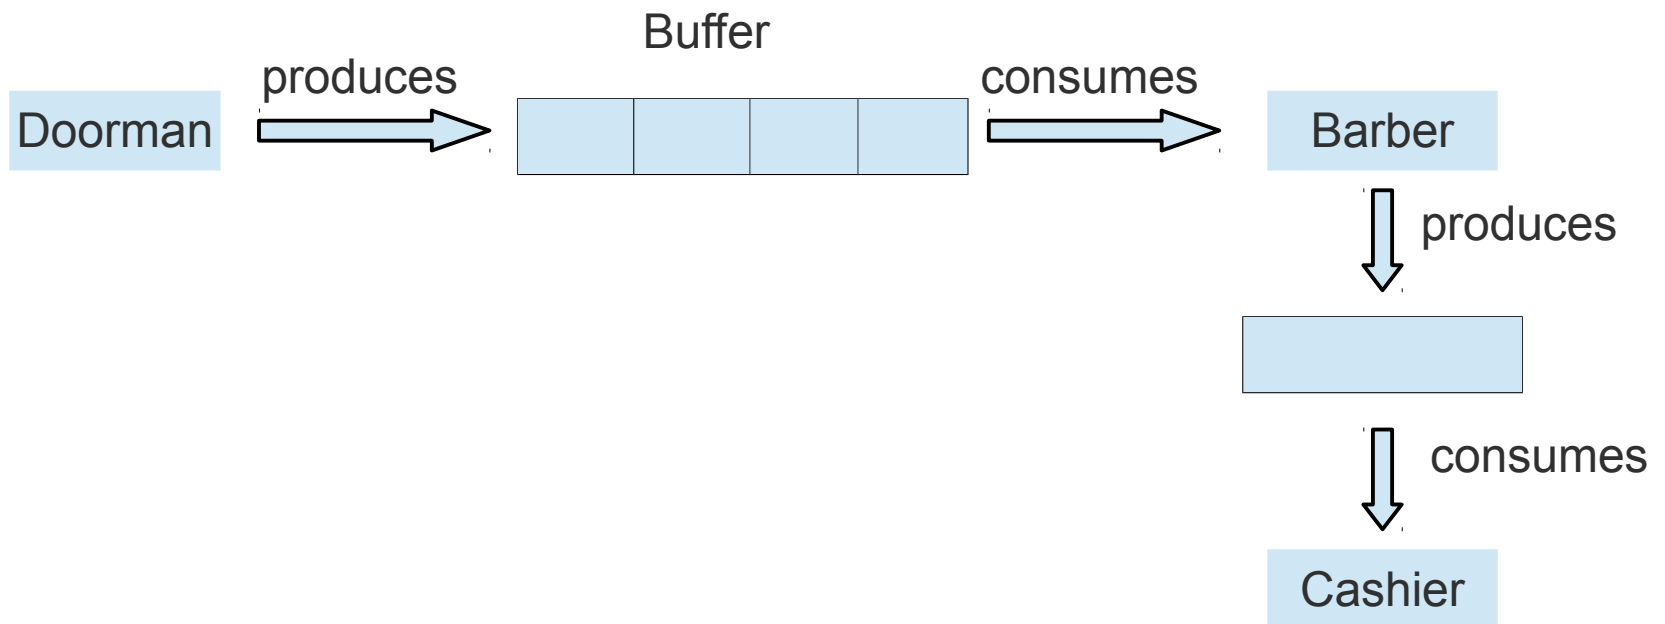 Buffer
produces
consumes
Doorman
Barber
produces
consumes
Cashier